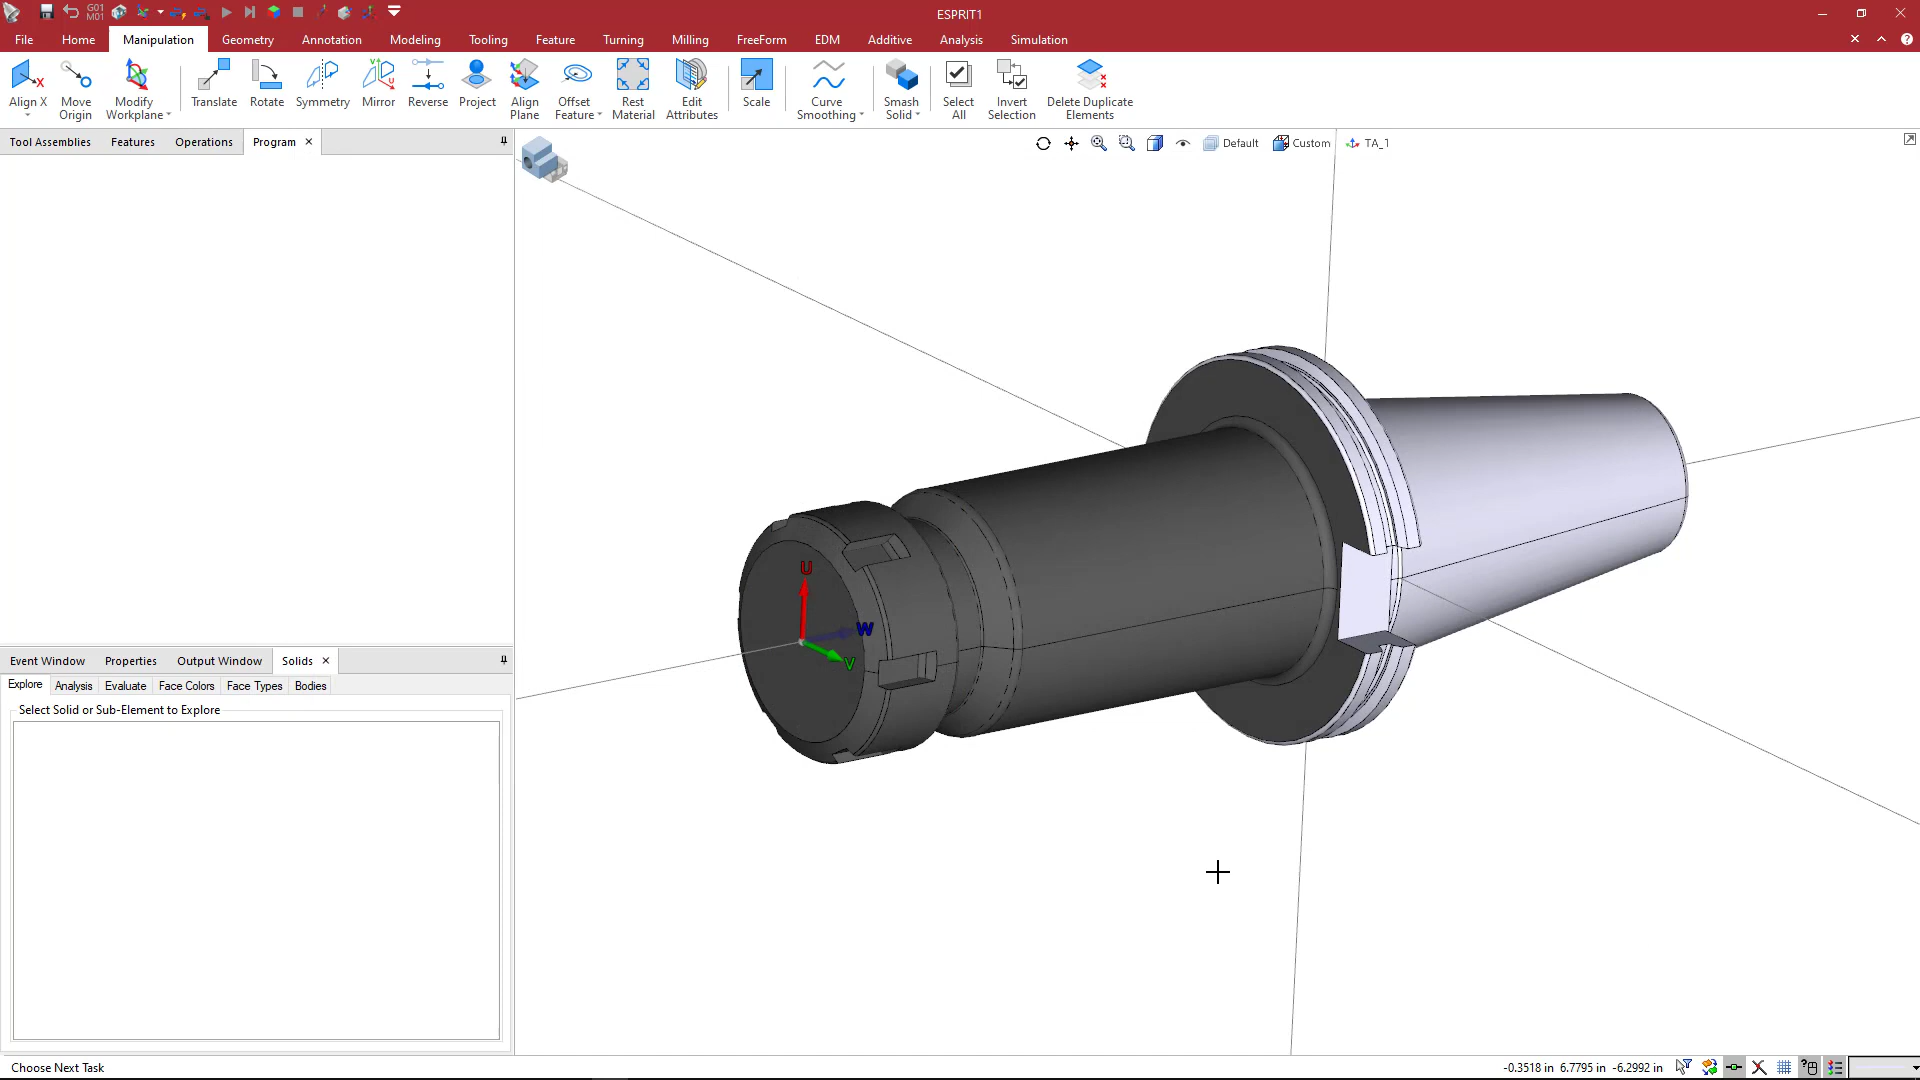 G01
M01
ESPRIT1
File Home Manipulation Geometry Annotation Modeling Tooling Feature Turning Milling FreeForm EDM Additive Analysis Simulation
Align X
Move Origin
Modify Workplane
Translate
Rotate
Symmetry
Mirror
Reverse
Project
Align Plane
Offset Feature
Rest Material
Edit Attributes
Scale
Curve Smoothing
Smash Solid
Select All
Invert Selection
Delete Duplicate Elements
Tool Assemblies Features Operations Program
Default Custom TA_1
U
W
V
Event Window Properties Output Window Solids
Explore Analysis Evaluate Face Colors Face Types Bodies
Select Solid or Sub-Element to Explore
Choose Next Task
-0.3518 in 6.7795 in -6.2992 in